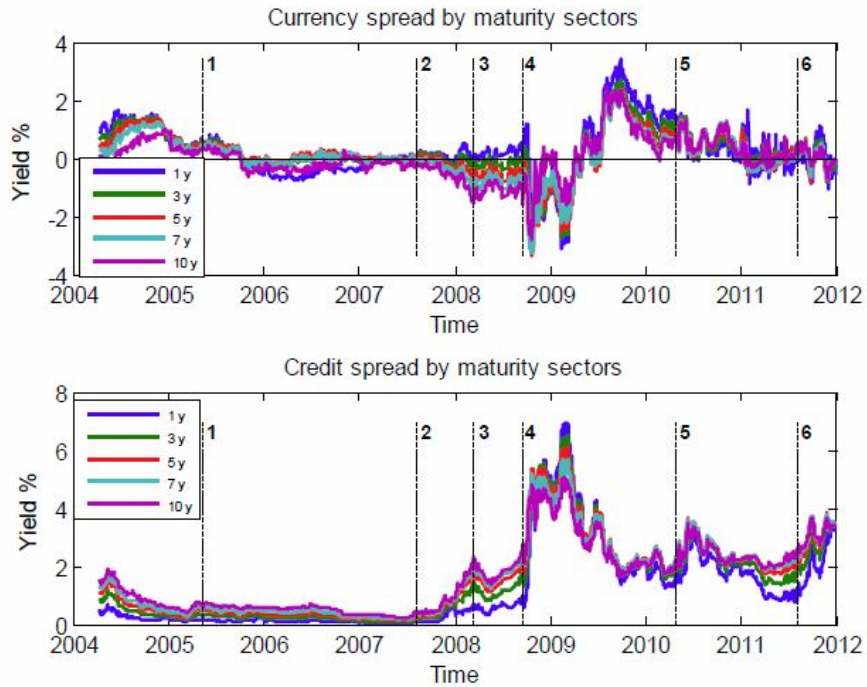 Currency spread by maturity sectors
4
2
0
-2
-4
Yield %
1 2 3 4 5 6
1 y
3 y
5 y
7 y
10 y
2004 2005 2006 2007 2008 2009 2010 2011 2012
Time
Credit spread by maturity sectors
8
6
4
2
0
Yield %
1 2 3 4 5 6
1 y
3 y
5 y
7 y
10 y
2004 2005 2006 2007 2008 2009 2010 2011 2012
Time